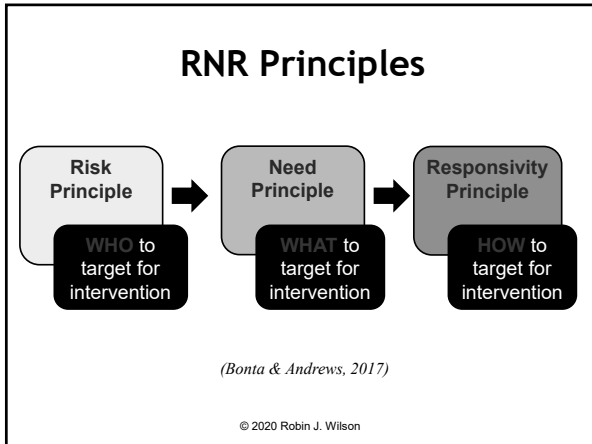 RNR Principles
Risk
Principle
WHO to
target for
intervention
Need
Principle
WHAT to
target for
intervention
Responsivity
Principle
HOW to
target for
intervention
(Bonta & Andrews, 2017)
© 2020 Robin J. Wilson